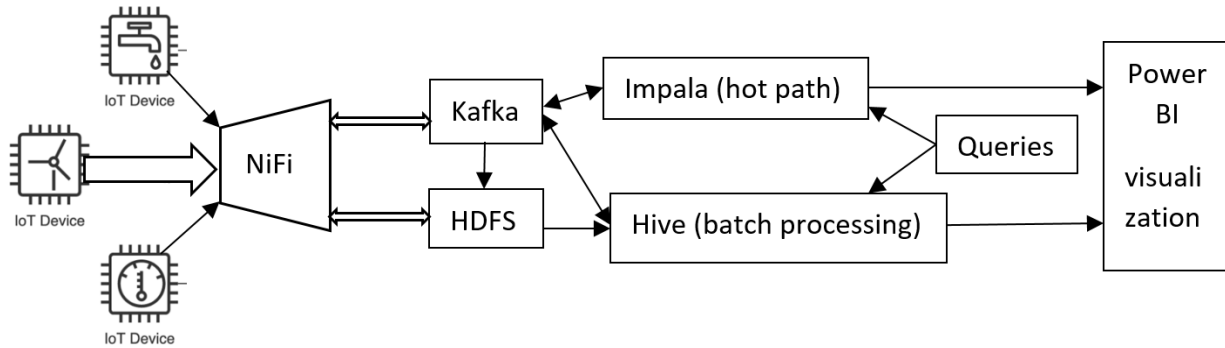 IoT Device
IoT Device
IoT Device
NiFi
Kafka
HDFS
Impala (hot path)
Hive (batch processing)
Queries
Power
BI
visuali
zation